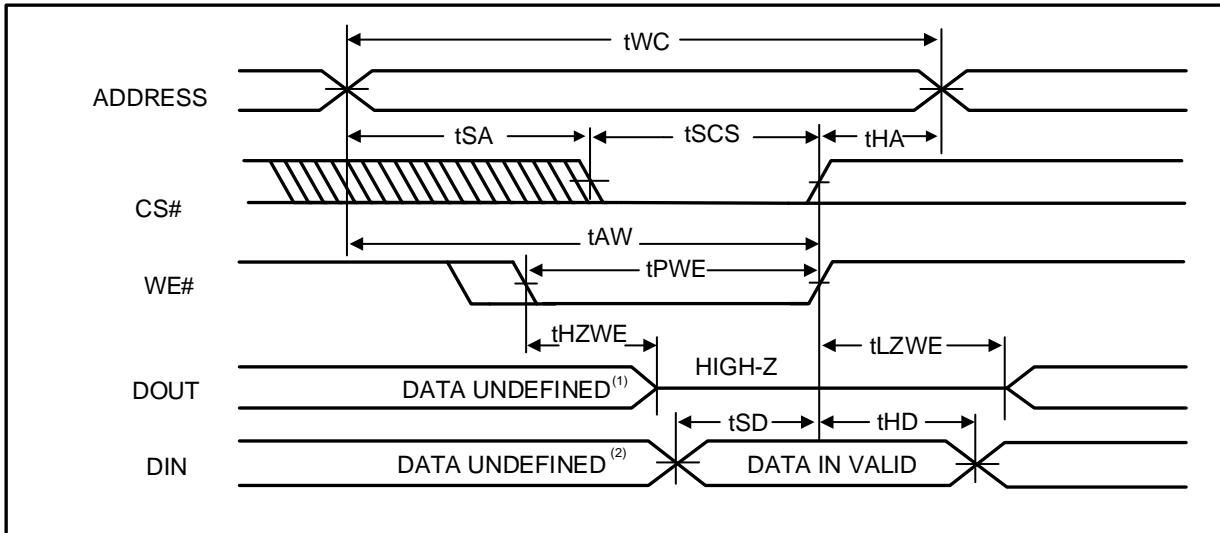 tWC
ADDRESS
tSA
tSCS
tHA
CS#
tAW
tPWE
WE#
tHZWE
tLZWE
HIGH-Z
DOUT
DATA UNDEFINED(1)
tSD
tHD
DIN
DATA UNDEFINED(2)
DATA IN VALID